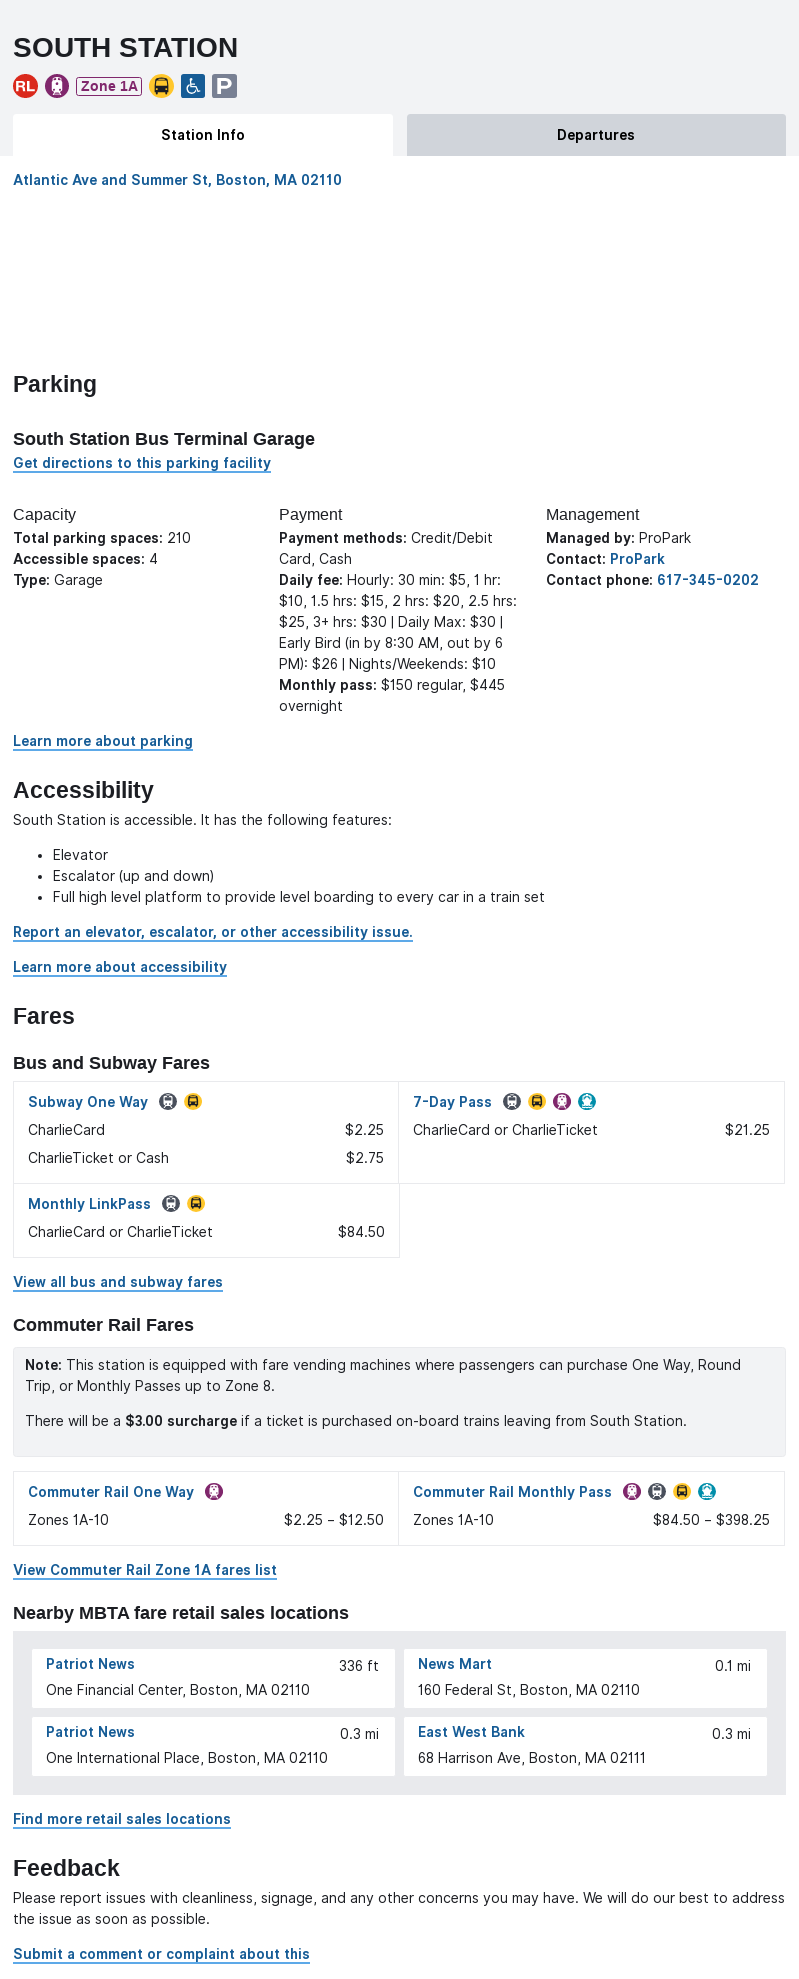 SOUTH STATION
RL Zone 1A P
Station Info
Departures
Atlantic Ave and Summer St, Boston, MA 02110
Parking
South Station Bus Terminal Garage
Get directions to this parking facility
Capacity
Total parking spaces: 210
Accessible spaces: 4
Type: Garage
Payment
Payment methods: Credit/Debit
Card, Cash
Daily fee: Hourly: 30 min: $5, 1 hr:
$10, 1.5 hrs: $15, 2 hrs: $20, 2.5 hrs:
$25, 3+ hrs: $30 | Daily Max: $30 |
Early Bird (in by 8:30 AM, out by 6
PM): $26 | Nights/Weekends: $10
Monthly pass: $150 regular, $445
overnight
Management
Managed by: ProPark
Contact: ProPark
Contact phone: 617-345-0202
Learn more about parking
Accessibility
South Station is accessible. It has the following features:
• Elevator
• Escalator (up and down)
• Full high level platform to provide level boarding to every car in a train set
Report an elevator, escalator, or other accessibility issue.
Learn more about accessibility
Fares
Bus and Subway Fares
Subway One Way
CharlieCard $2.25
CharlieTicket or Cash $2.75
7-Day Pass
CharlieCard or CharlieTicket $21.25
Monthly LinkPass
CharlieCard or CharlieTicket $84.50
View all bus and subway fares
Commuter Rail Fares
Note: This station is equipped with fare vending machines where passengers can purchase One Way, Round
Trip, or Monthly Passes up to Zone 8.
There will be a $3.00 surcharge if a ticket is purchased on-board trains leaving from South Station.
Commuter Rail One Way
Zones 1A-10 $2.25 – $12.50
Commuter Rail Monthly Pass
Zones 1A-10 $84.50 – $398.25
View Commuter Rail Zone 1A fares list
Nearby MBTA fare retail sales locations
Patriot News 336 ft
One Financial Center, Boston, MA 02110
News Mart 0.1 mi
160 Federal St, Boston, MA 02110
Patriot News 0.3 mi
One International Place, Boston, MA 02110
East West Bank 0.3 mi
68 Harrison Ave, Boston, MA 02111
Find more retail sales locations
Feedback
Please report issues with cleanliness, signage, and any other concerns you may have. We will do our best to address
the issue as soon as possible.
Submit a comment or complaint about this